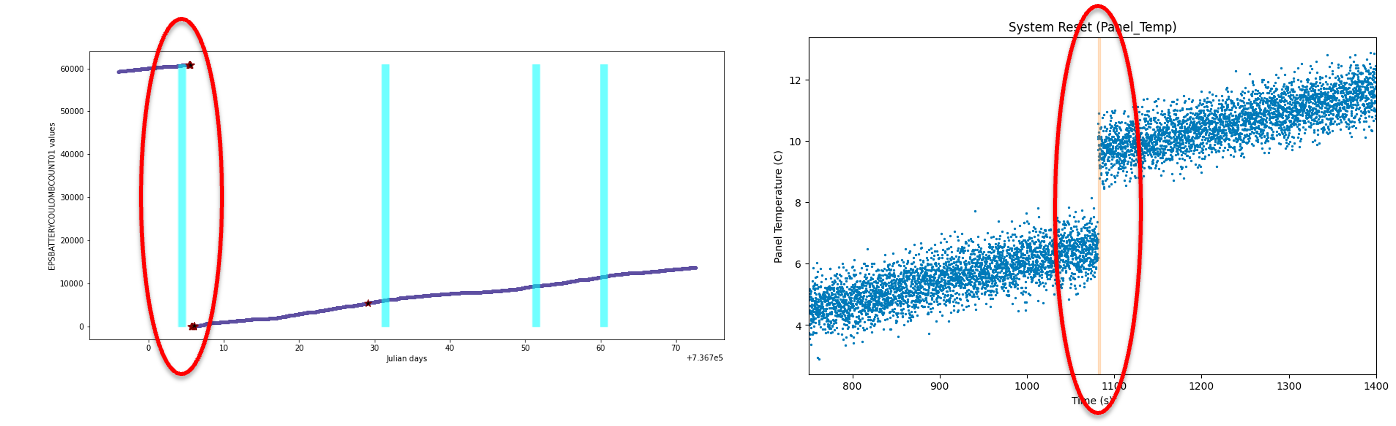 60000
50000
40000
30000
20000
10000
0
EPSBATTERYCOULOMBCOUNT01 values
0 10 20 30 40 50 60 70
Julian days
+7.367e5
System Reset (Panel_Temp)
12
10
8
6
4
Panel Temperature (C)
800 900 1000 1100 1200 1300 1400
Time (s)